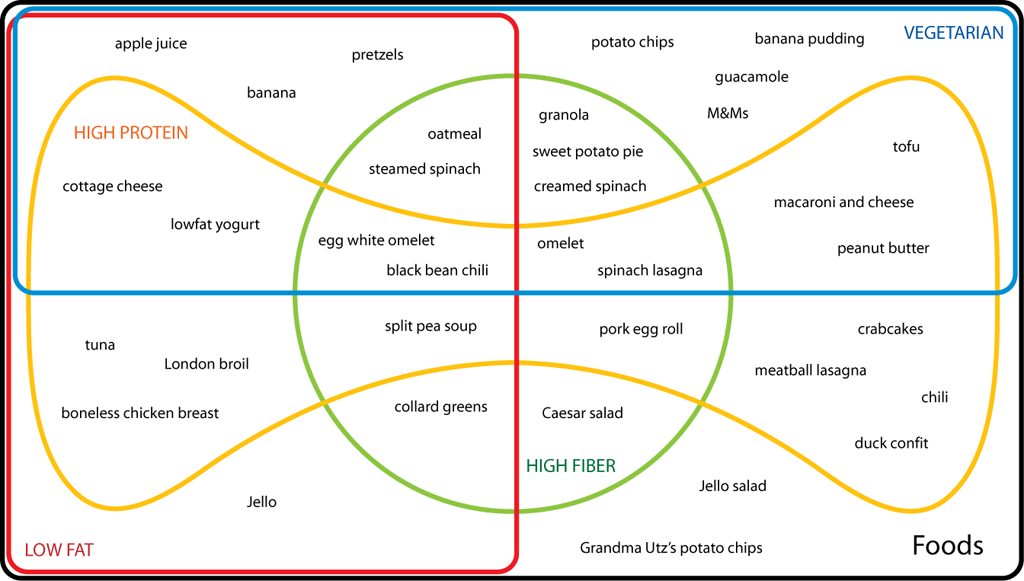 apple juice
pretzels
potato chips
banana pudding
VEGETARIAN
guacamole
banana
M&Ms
granola
HIGH PROTEIN
oatmeal
sweet potato pie
tofu
steamed spinach
creamed spinach
cottage cheese
macaroni and cheese
lowfat yogurt
egg white omelet
omelet
peanut butter
black bean chili
spinach lasagna
split pea soup
pork egg roll
crabcakes
tuna
London broil
meatball lasagna
chili
boneless chicken breast
collard greens
Caesar salad
duck confit
HIGH FIBER
Jello
Jello salad
LOW FAT
Grandma Utz's potato chips
Foods